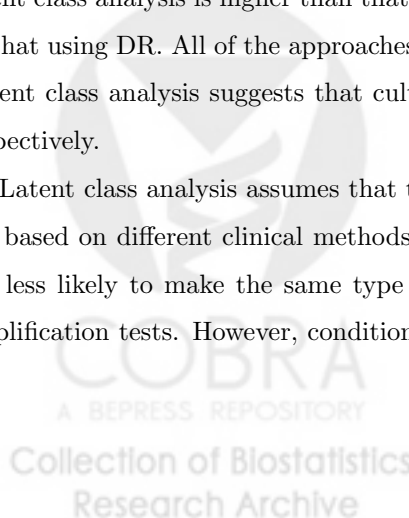 ent class analysis is higher than that
hat using DR. All of the approaches
ent class analysis suggests that cult
pectively.
Latent class analysis assumes that t
based on different clinical methods
less likely to make the same type
plification tests. However, condition
COBRA
A BEPRESS REPOSITORY
Collection of Biostatistics
Research Archive